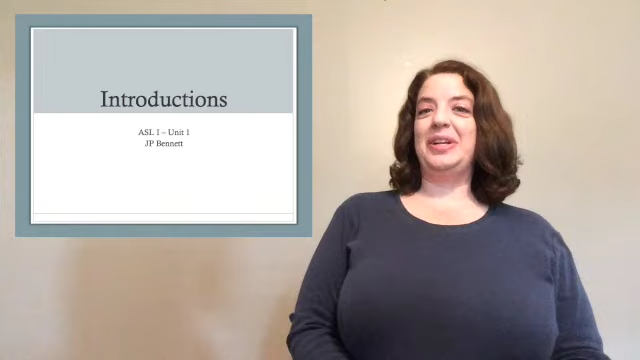 Introductions
ASL I – Unit 1
JP Bennett